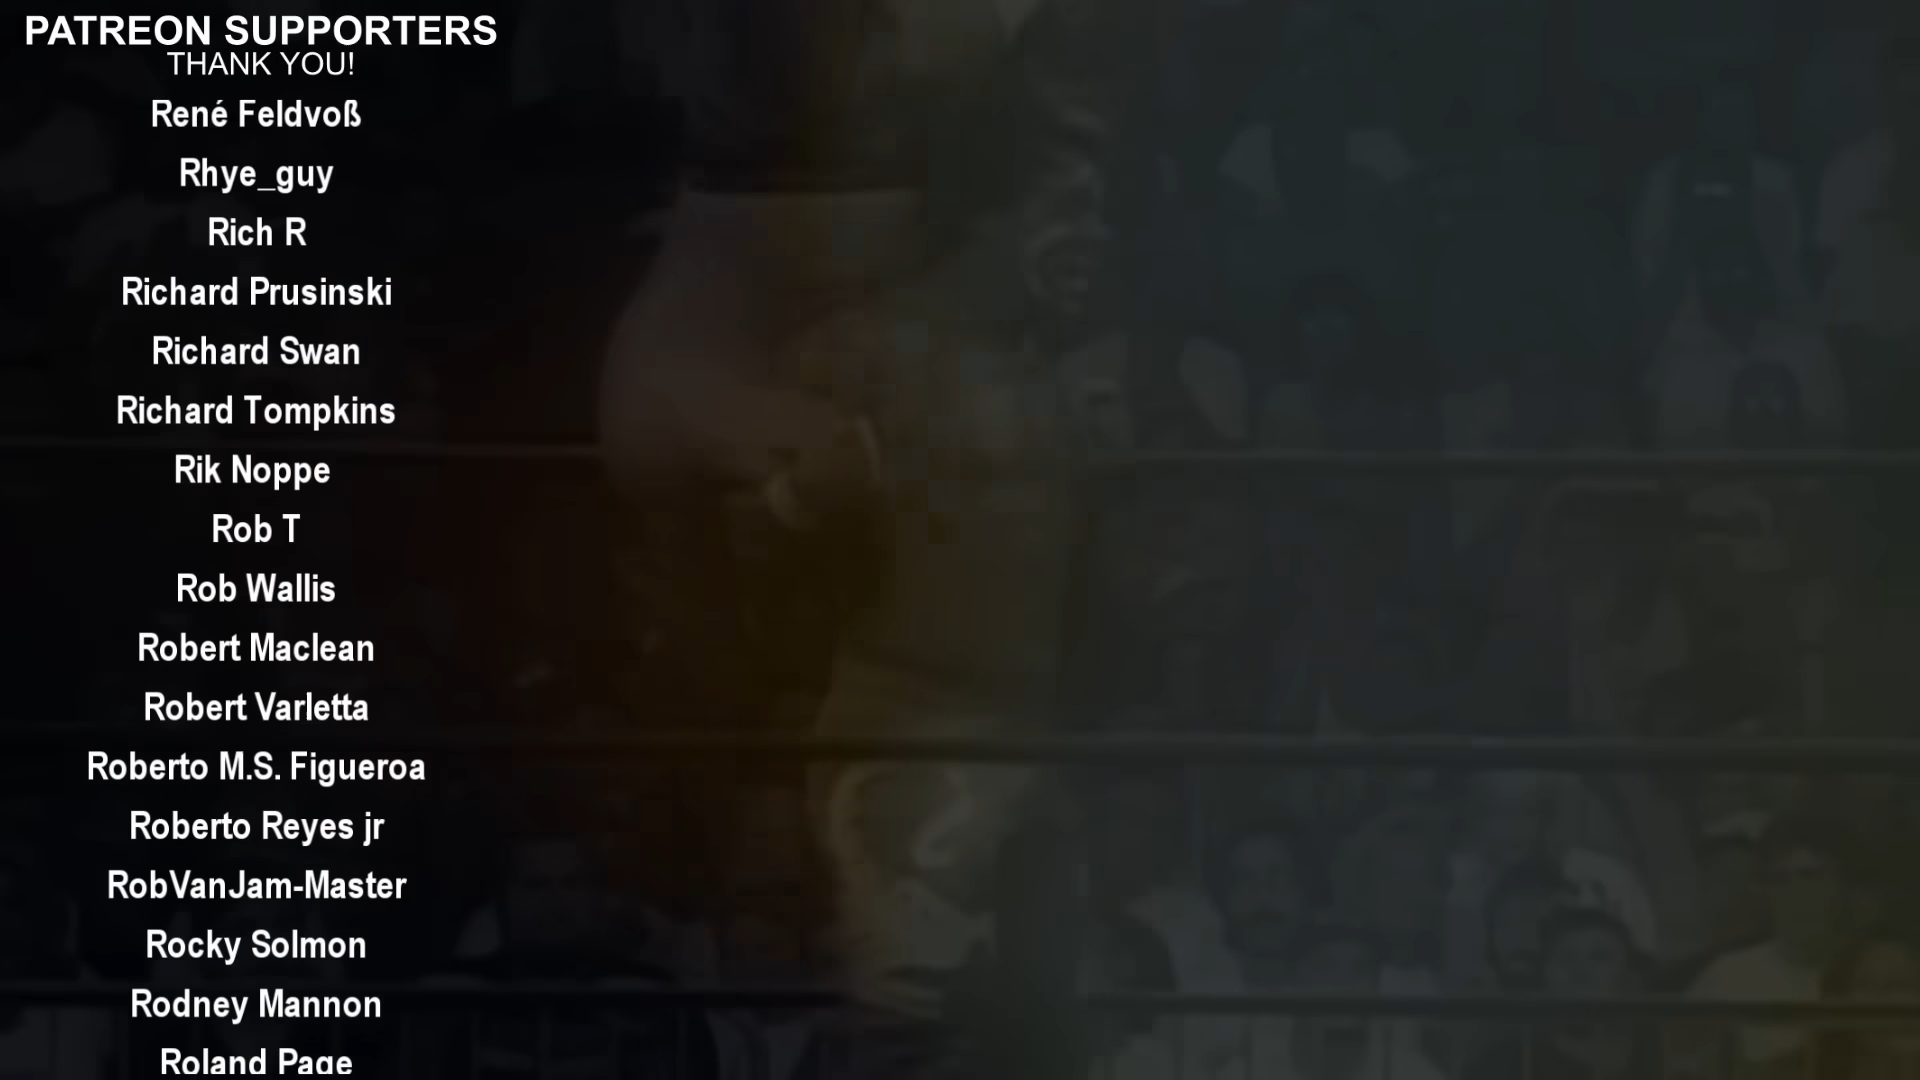 PATREON SUPPORTERS
THANK YOU!
René Feldvoß
Rhye_guy
Rich R
Richard Prusinski
Richard Swan
Richard Tompkins
Rik Noppe
Rob T
Rob Wallis
Robert Maclean
Robert Varletta
Roberto M.S. Figueroa
Roberto Reyes jr
RobVanJam-Master
Rocky Solmon
Rodney Mannon
Roland Page